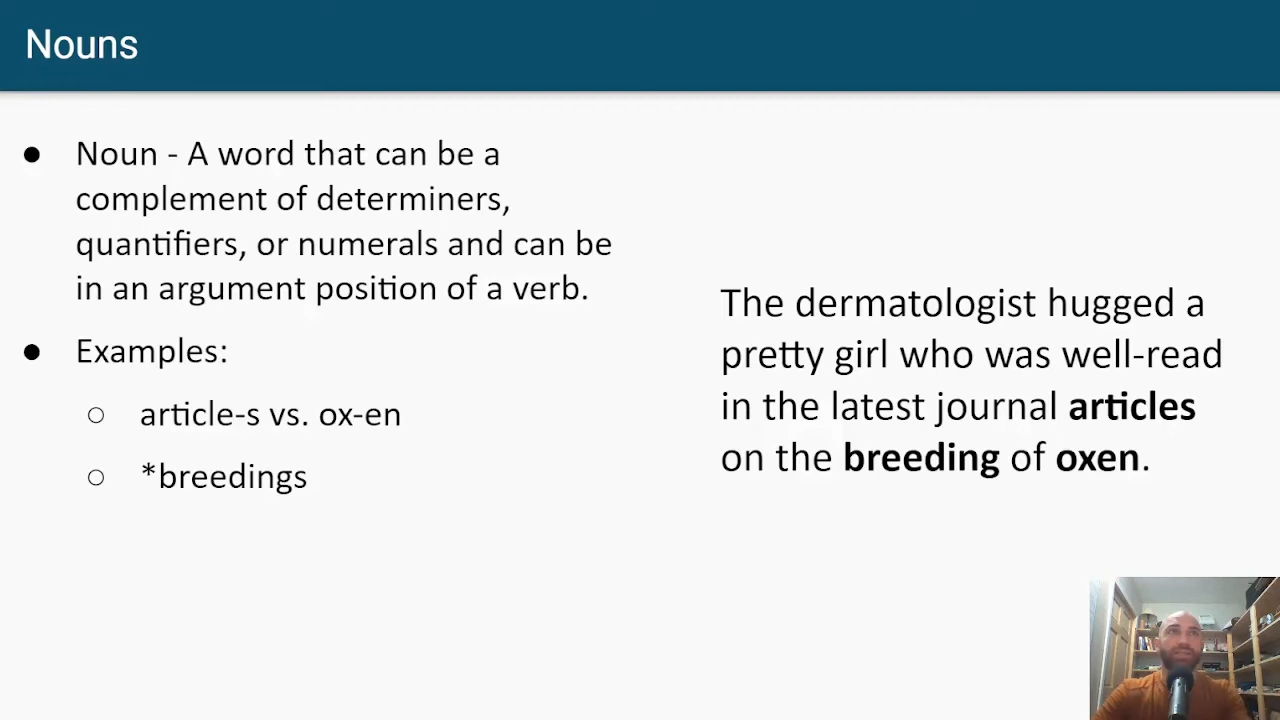 Nouns
● Noun - A word that can be a
complement of determiners,
quantifiers, or numerals and can be
in an argument position of a verb.
● Examples:
○ article-s vs. ox-en
○ *breedings
The dermatologist hugged a
pretty girl who was well-read
in the latest journal articles
on the breeding of oxen.